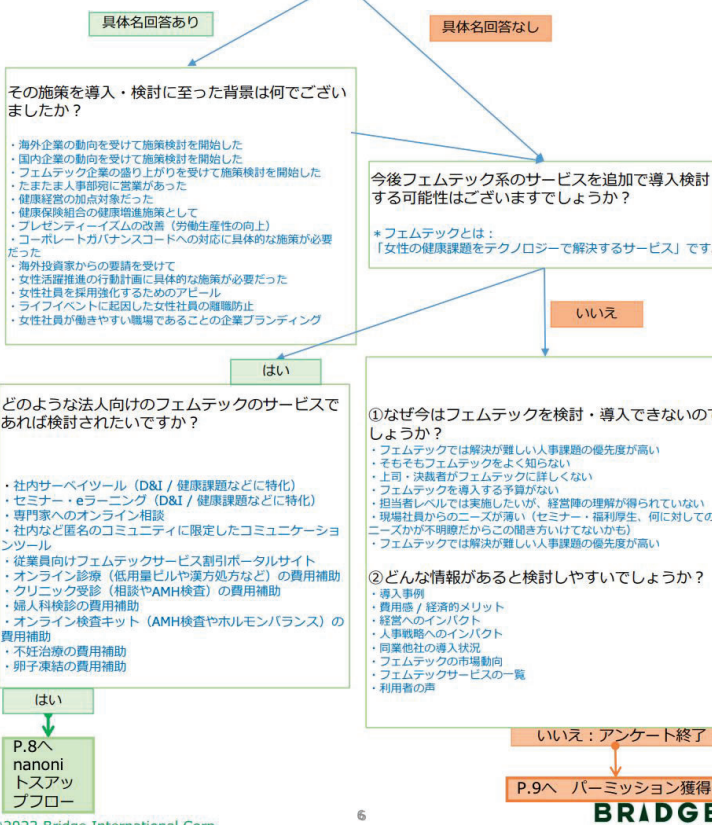 具体名回答あり
具体名回答なし
その施策を導入・検討に至った背景は何でござい
ましたか？
・海外企業の動向を受けて施策検討を開始した
・国内企業の動向を受けて施策検討を開始した
・フェムテック企業の盛り上がりを受けて施策検討を開始した
・たまたま人事部宛に営業があった
・健康経営の加点対象だった
・健康保険組合の健康増進施策として
・プレゼンティーイズムの改善（労働生産性の向上）
・コーポレートガバナンスコードへの対応に具体的な施策が必要
だった
・海外投資家からの要請を受けて
・女性活躍推進の行動計画に具体的な施策が必要だった
・女性社員を採用強化するためのアピール
・ライフイベントに起因した女性社員の離職防止
・女性社員が働きやすい職場であることの企業ブランディング
今後フェムテック系のサービスを追加で導入検討
する可能性はございますでしょうか？
＊フェムテックとは：
「女性の健康課題をテクノロジーで解決するサービス」です
いいえ
はい
どのような法人向けのフェムテックのサービスで
あれば検討されたいですか？
・社内サーベイツール（D&I / 健康課題などに特化）
・セミナー・eラーニング（D&I / 健康課題などに特化）
・専門家へのオンライン相談
・社内など匿名のコミュニティに限定したコミュニケーショ
ンツール
・従業員向けフェムテックサービス割引ポータルサイト
・オンライン診療（低用量ピルや漢方処方など）の費用補助
・クリニック受診（相談やAMH検査）の費用補助
・婦人科検診の費用補助
・オンライン検査キット（AMH検査やホルモンバランス）の
費用補助
・不妊治療の費用補助
・卵子凍結の費用補助
①なぜ今はフェムテックを検討・導入できないので
しょうか？
・フェムテックでは解決が難しい人事課題の優先度が高い
・そもそもフェムテックをよく知らない
・上司・決裁者がフェムテックに詳しくない
・フェムテックを導入する予算がない
・担当者レベルでは実施したいが、経営陣の理解が得られていない
・現場社員からのニーズが薄い（セミナー・福利厚生、何に対しての
ニーズかが不明瞭だからこの聞き方いけてないかも）
・フェムテックでは解決が難しい人事課題の優先度が高い
②どんな情報があると検討しやすいでしょうか？
・導入事例
・費用感 / 経済的メリット
・経営へのインパクト
・人事戦略へのインパクト
・同業他社の導入状況
・フェムテックの市場動向
・フェムテックサービスの一覧
・利用者の声
はい
P.8へ
nanoni
トスアッ
プフロー
いいえ：アンケート終了
P.9へ　パーミッション獲得
6
Bridge International Corp